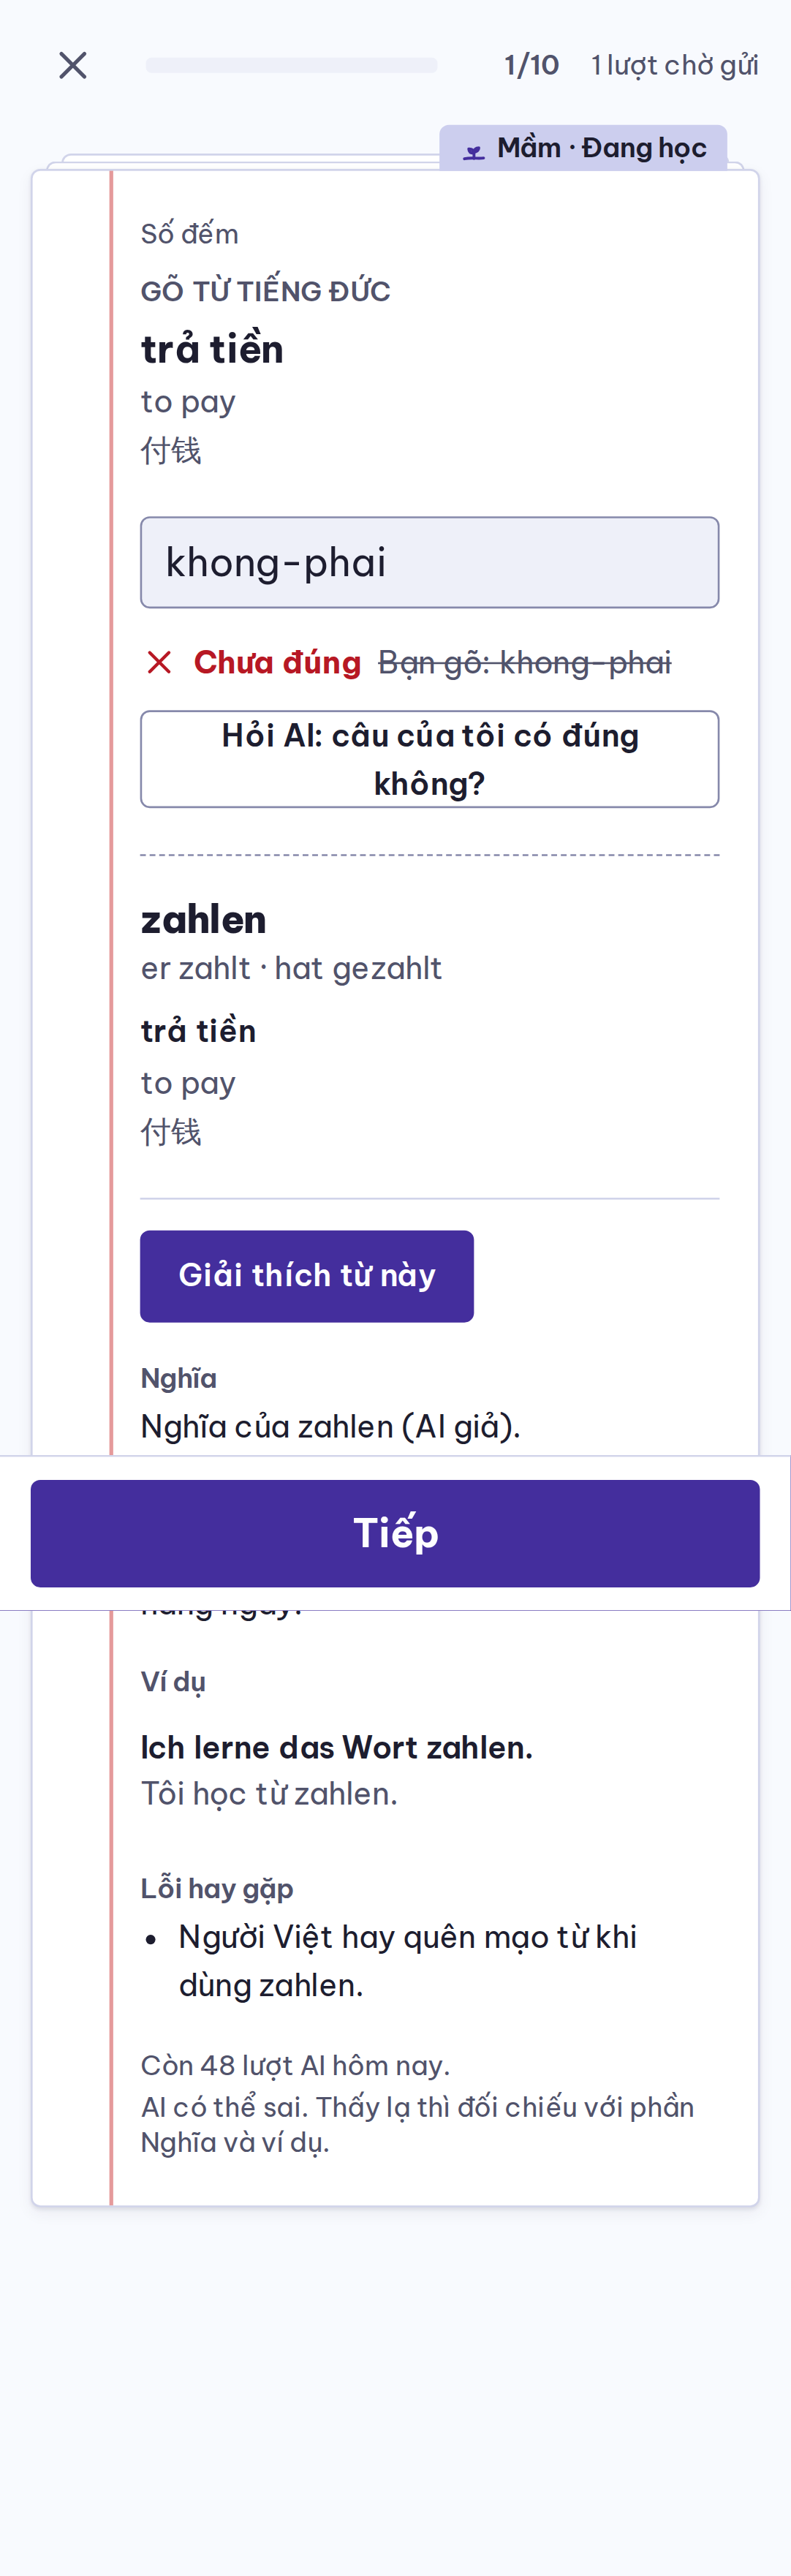 1/10 1 lượt chờ gửi
Mầm · Đang học
Số đếm
GÕ TỪ TIẾNG ĐỨC
trả tiền
to pay
付钱
khong-phai
Chưa đúng Bạn gõ: khong-phai
Hỏi AI: câu của tôi có đúng
không?
zahlen
er zahlt · hat gezahlt
trả tiền
to pay
付钱
Giải thích từ này
Nghĩa
Nghĩa của zahlen (AI giả).
Tiếp
Ví dụ
Ich lerne das Wort zahlen.
Tôi học từ zahlen.
Lỗi hay gặp
• Người Việt hay quên mạo từ khi
dùng zahlen.
Còn 48 lượt AI hôm nay.
AI có thể sai. Thấy lạ thì đối chiếu với phần
Nghĩa và ví dụ.